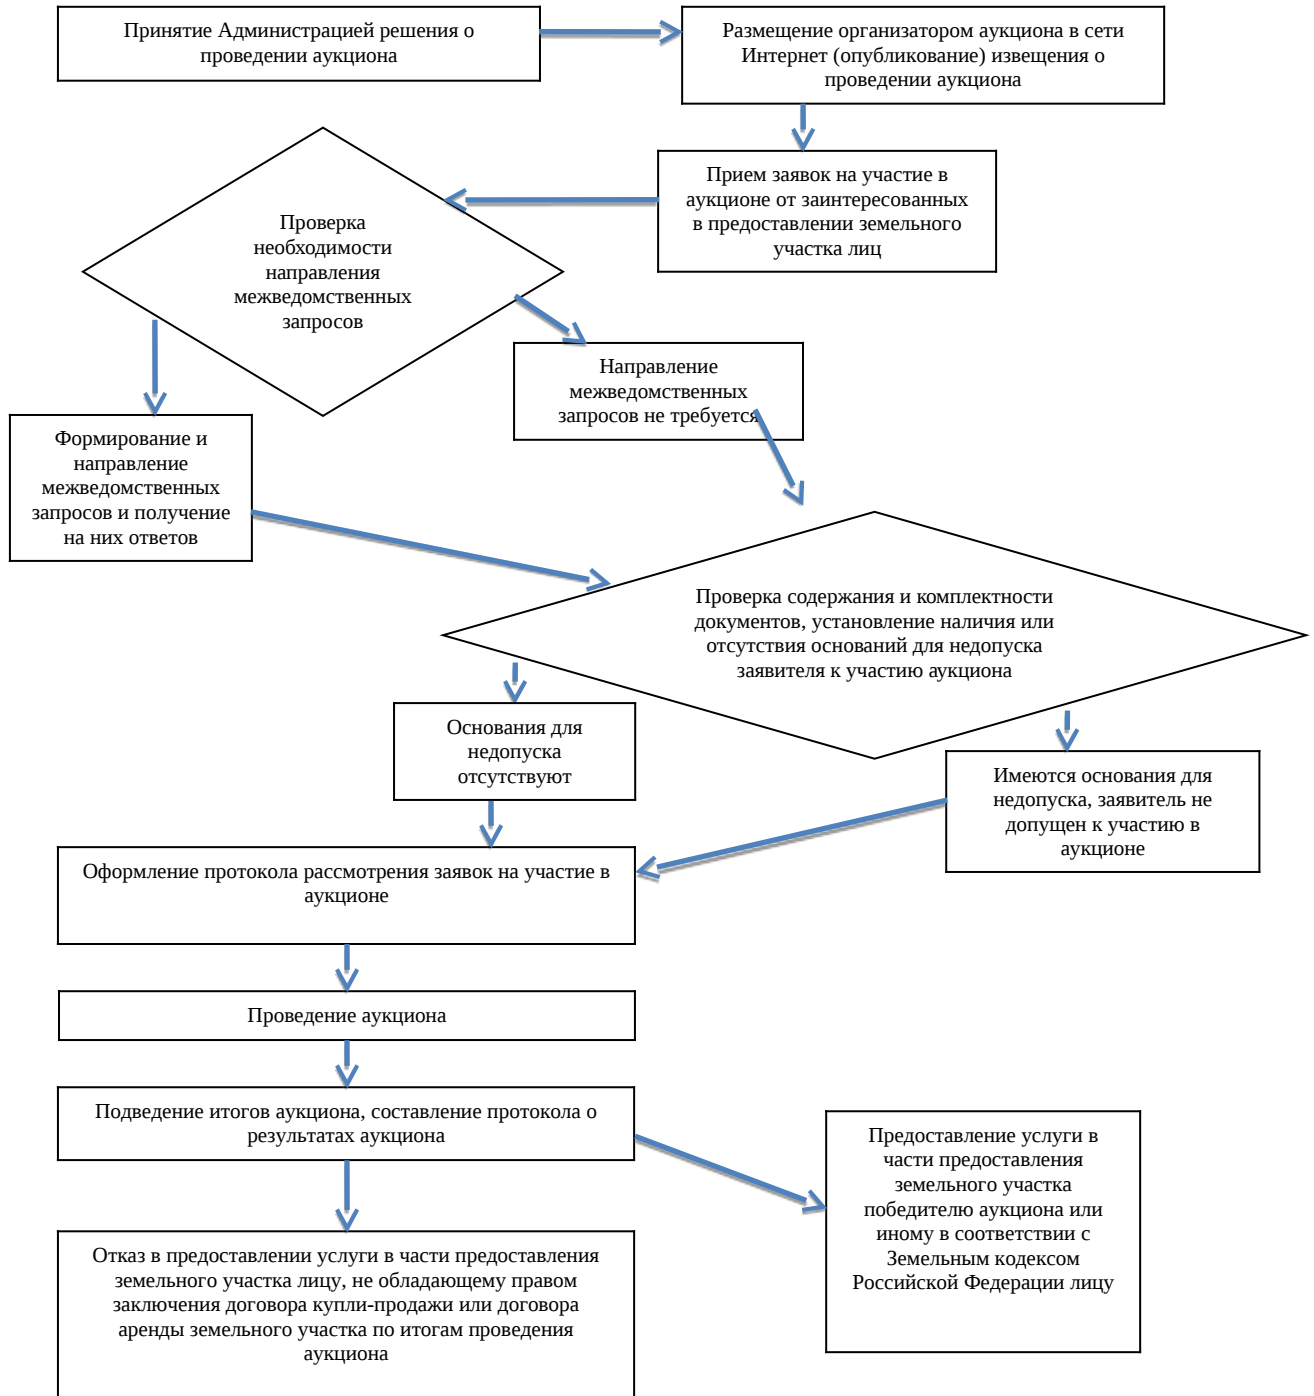 Принятие Администрацией решения о
проведении аукциона
Размещение организатором аукциона в сети
Интернет (опубликование) извещения о
проведении аукциона
Прием заявок на участие в
аукционе от заинтересованных
в предоставлении земельного
участка лиц
Проверка
необходимости
направления
межведомственных
запросов
Направление
межведомственных
запросов не требуется
Формирование и
направление
межведомственных
запросов и получение
на них ответов
Проверка содержания и комплектности
документов, установление наличия или
отсутствия оснований для недопуска
заявителя к участию аукциона
Основания для
недопуска
отсутствуют
Имеются основания для
недопуска, заявитель не
допущен к участию в
аукционе
Оформление протокола рассмотрения заявок на участие в
аукционе
Проведение аукциона
Подведение итогов аукциона, составление протокола о
результатах аукциона
Предоставление услуги в
части предоставления
земельного участка
победителю аукциона или
иному в соответствии с
Земельным кодексом
Российской Федерации лицу
Отказ в предоставлении услуги в части предоставления
земельного участка лицу, не обладающему правом
заключения договора купли-продажи или договора
аренды земельного участка по итогам проведения
аукциона